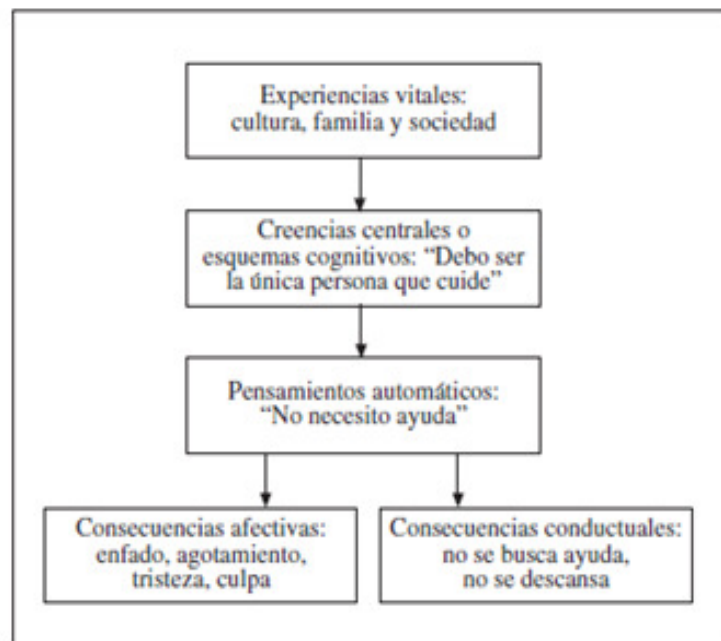 Experiencias vitales:
cultura, familia y sociedad
Creencias centrales o
esquemas cognitivos: “Debo ser
la única persona que cuide”
Pensamientos automáticos:
“No necesito ayuda”
Consecuencias afectivas:
enfado, agotamiento,
tristeza, culpa
Consecuencias conductuales:
no se busca ayuda,
no se descansa